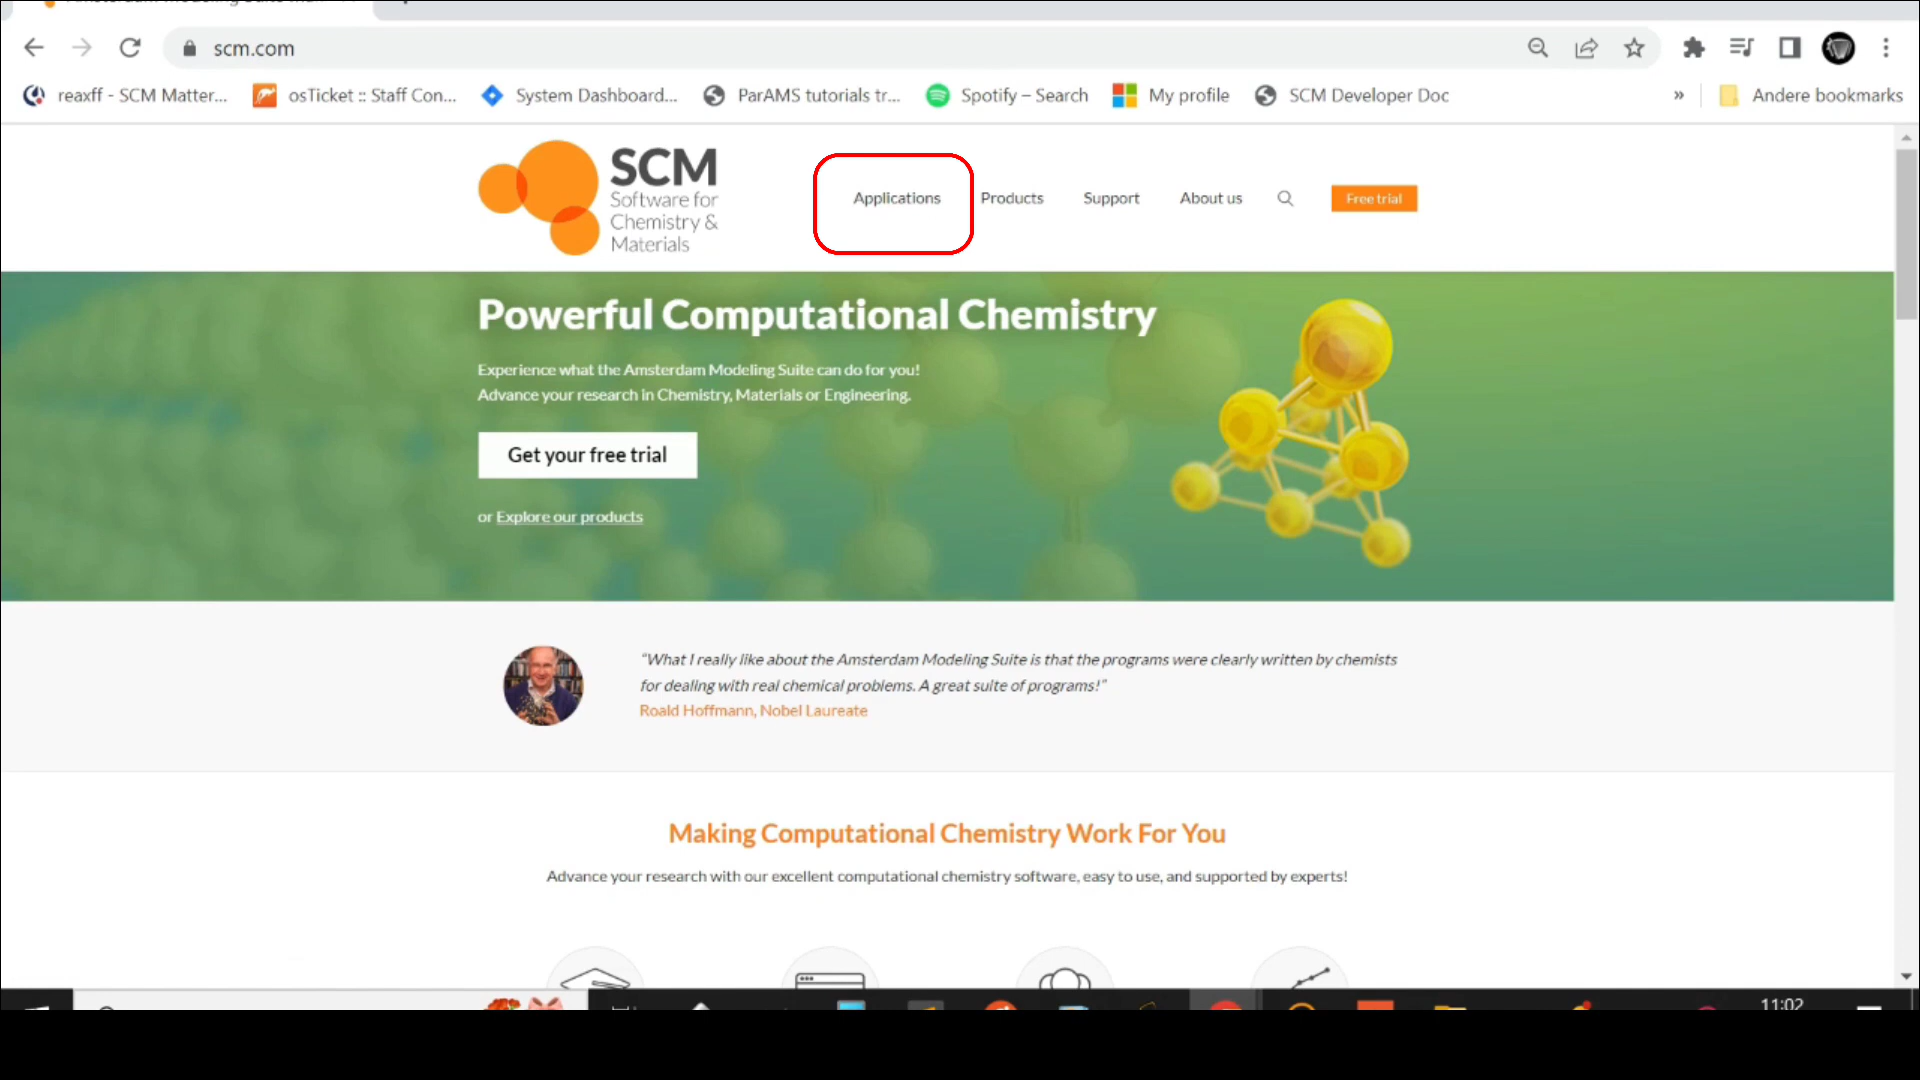 scm.com
reaxff - SCM Matter...
osTicket :: Staff Con...
System Dashboard...
ParAMS tutorials tr...
Spotify – Search
My profile
SCM Developer Doc
»
Andere bookmarks
SCM
Software for
Chemistry &
Materials
Applications
Products
Support
About us
Free trial
Powerful Computational Chemistry
Experience what the Amsterdam Modeling Suite can do for you!
Advance your research in Chemistry, Materials or Engineering.
Get your free trial
or Explore our products
“What I really like about the Amsterdam Modeling Suite is that the programs were clearly written by chemists
for dealing with real chemical problems. A great suite of programs!”
Roald Hoffmann, Nobel Laureate
Making Computational Chemistry Work For You
Advance your research with our excellent computational chemistry software, easy to use, and supported by experts!
11:02